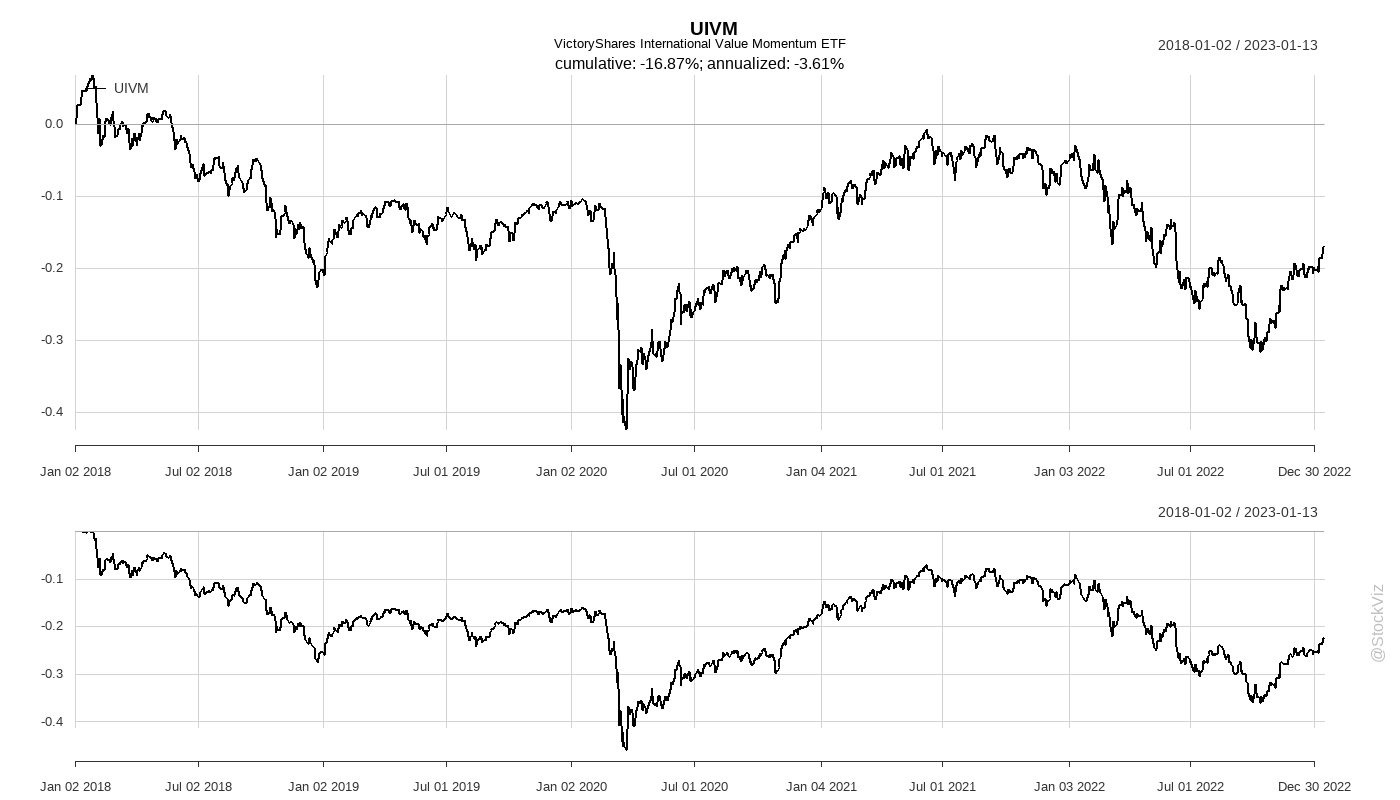 UIVM
VictoryShares International Value Momentum ETF
cumulative: -16.87%; annualized: -3.61%
2018-01-02 / 2023-01-13
UIVM
0.0
-0.1
-0.2
-0.3
-0.4
Jan 02 2018 Jul 02 2018 Jan 02 2019 Jul 01 2019 Jan 02 2020 Jul 01 2020 Jan 04 2021 Jul 01 2021 Jan 03 2022 Jul 01 2022 Dec 30 2022
2018-01-02 / 2023-01-13
-0.1
-0.2
-0.3
-0.4
Jan 02 2018 Jul 02 2018 Jan 02 2019 Jul 01 2019 Jan 02 2020 Jul 01 2020 Jan 04 2021 Jul 01 2021 Jan 03 2022 Jul 01 2022 Dec 30 2022
@StockViz